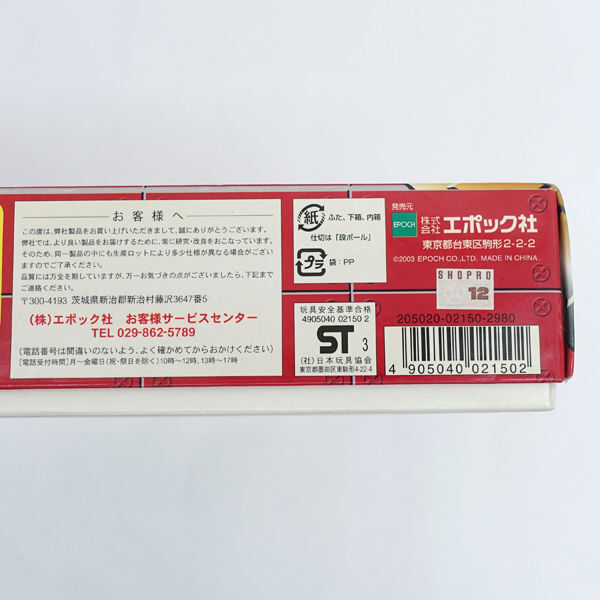 お客様へ
この度は、弊社製品をお買い上げいただきまして、誠にありがとうございます。
弊社では、より良い製品をお届けするために、常に研究・改良をおこなっています。
そのため、同一製品の中にも生産ロットにより多少仕様が異なる場合がございますのでご了承ください。
品質には万全を期していますが、万一お気づきの点がございましたら、下記までご連絡ください。
〒300-4193 茨城県新治郡新治村藤沢3647番5
(株)エポック社 お客様サービスセンター
TEL 029-862-5789
(電話番号は間違いのないよう、よく確かめてからおかけください)
[電話受付時間]月〜金曜日(祝・祭日を除く)10時〜12時、13時〜17時
紙
ふた、下箱、内箱
仕切は「段ボール」
プラ
袋:PP
玩具安全基準合格
4905040 02150 2
ST 3
(社)日本玩具協会
東京都墨田区東駒形4-22-4
発売元
EPOCH
株式会社 エポック社
東京都台東区駒形2-2-2
©2003 EPOCH CO.,LTD. MADE IN CHINA.
SHOPRO
12
205020-02150-2980
4 905040 021502